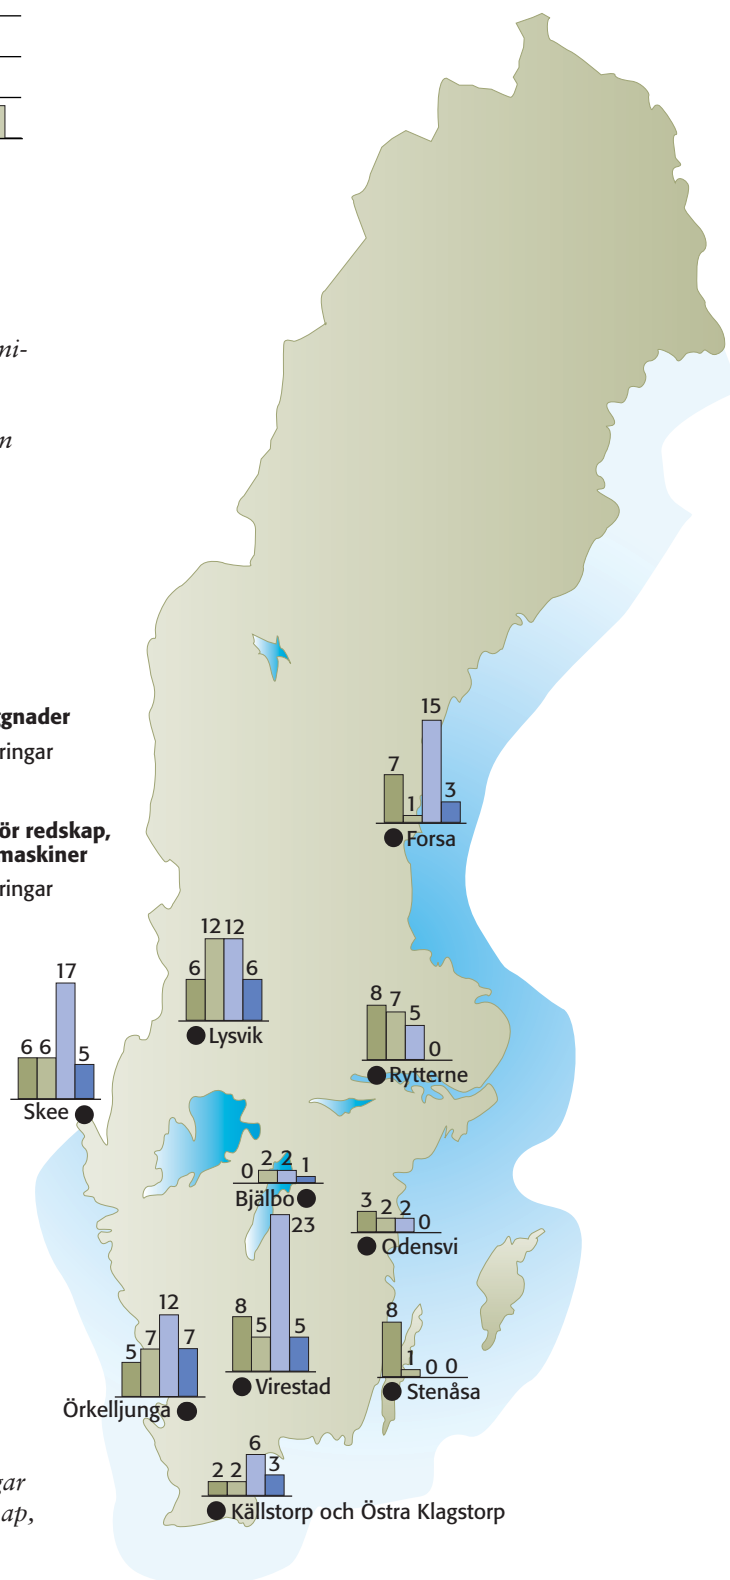 ni-
n
gnader
ringar
ör redskap,
maskiner
ringar
15
7
1
3
Forsa
12 12
6
6
Lysvik
17
6 6
5
Skee
8
7
5
0
Rytterne
0
2 2
1
Bjälbo
3
2 2
0
Odensvi
23
8
5
5
Virestad
12
5
7
7
Örkelljunga
8
1
0 0
Stenåsa
6
2 2
3
Källstorp och Östra Klagstorp
gar
ap,